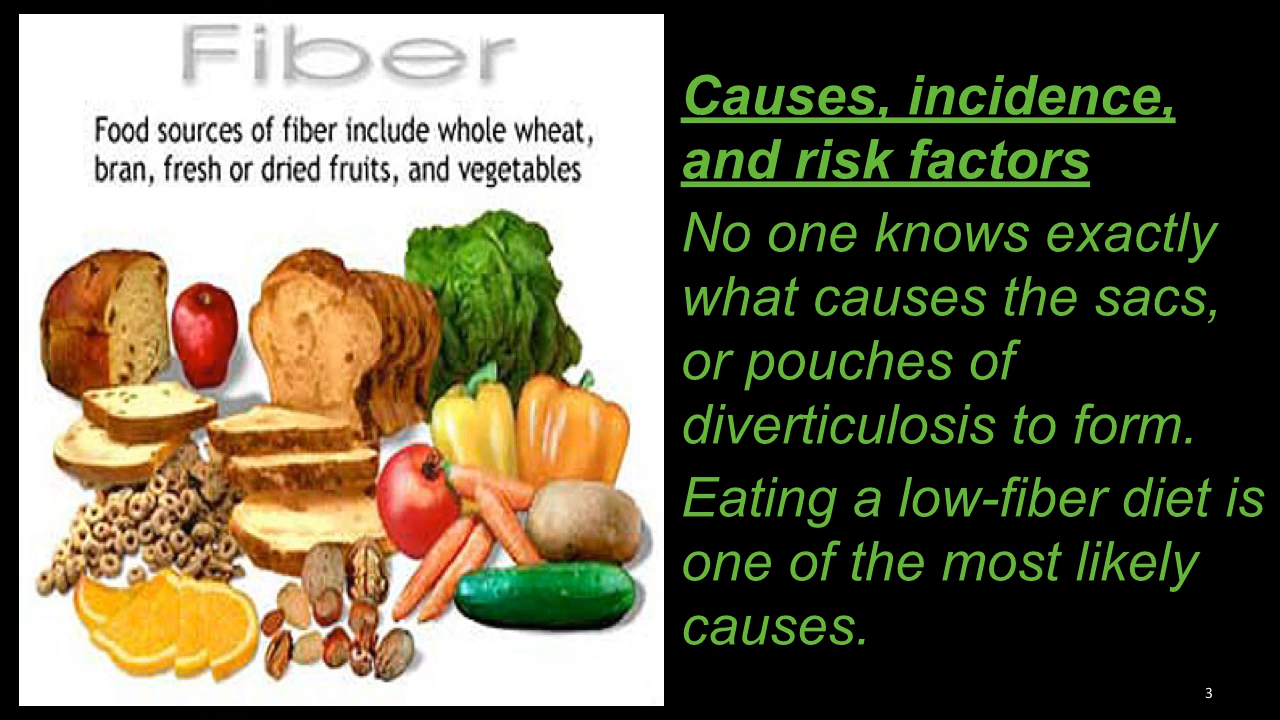 Fiber
Food sources of fiber include whole wheat,
bran, fresh or dried fruits, and vegetables
Causes, incidence,
and risk factors
No one knows exactly
what causes the sacs,
or pouches of
diverticulosis to form.
Eating a low-fiber diet is
one of the most likely
causes.
3